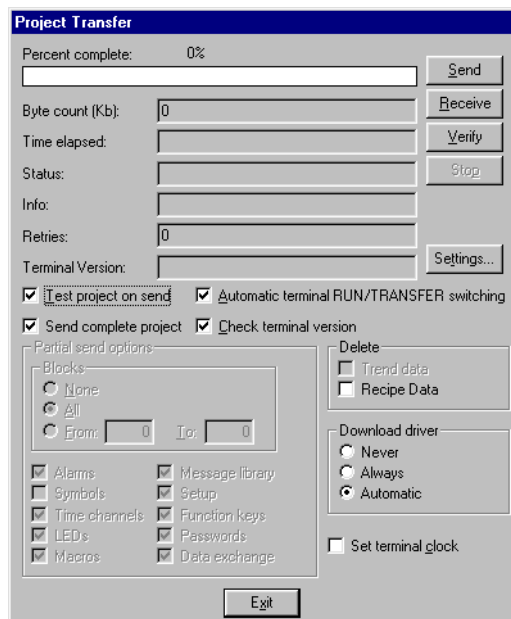 Project Transfer
Percent complete: 0%
Send
Byte count (Kb): 0
Receive
Time elapsed:
Verify
Status:
Stop
Info:
Retries: 0
Terminal Version:
Settings...
Test project on send
Automatic terminal RUN/TRANSFER switching
Send complete project
Check terminal version
Partial send options
Blocks
None
All
From: 0 To: 0
Alarms
Message library
Symbols
Setup
Time channels
Function keys
LEDs
Passwords
Macros
Data exchange
Delete
Trend data
Recipe Data
Download driver
Never
Always
Automatic
Set terminal clock
Exit